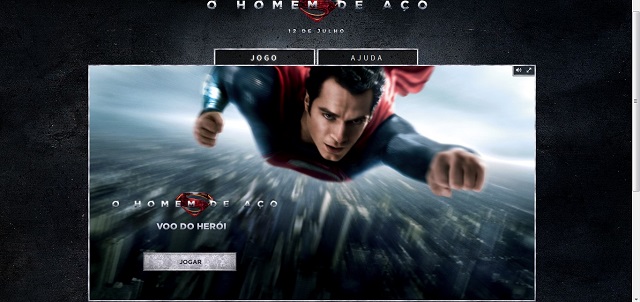 O HOMEM DE AÇO
12 DE JULHO
JOGO
AJUDA
O HOMEM DE AÇO
VOO DO HERÓI
JOGAR